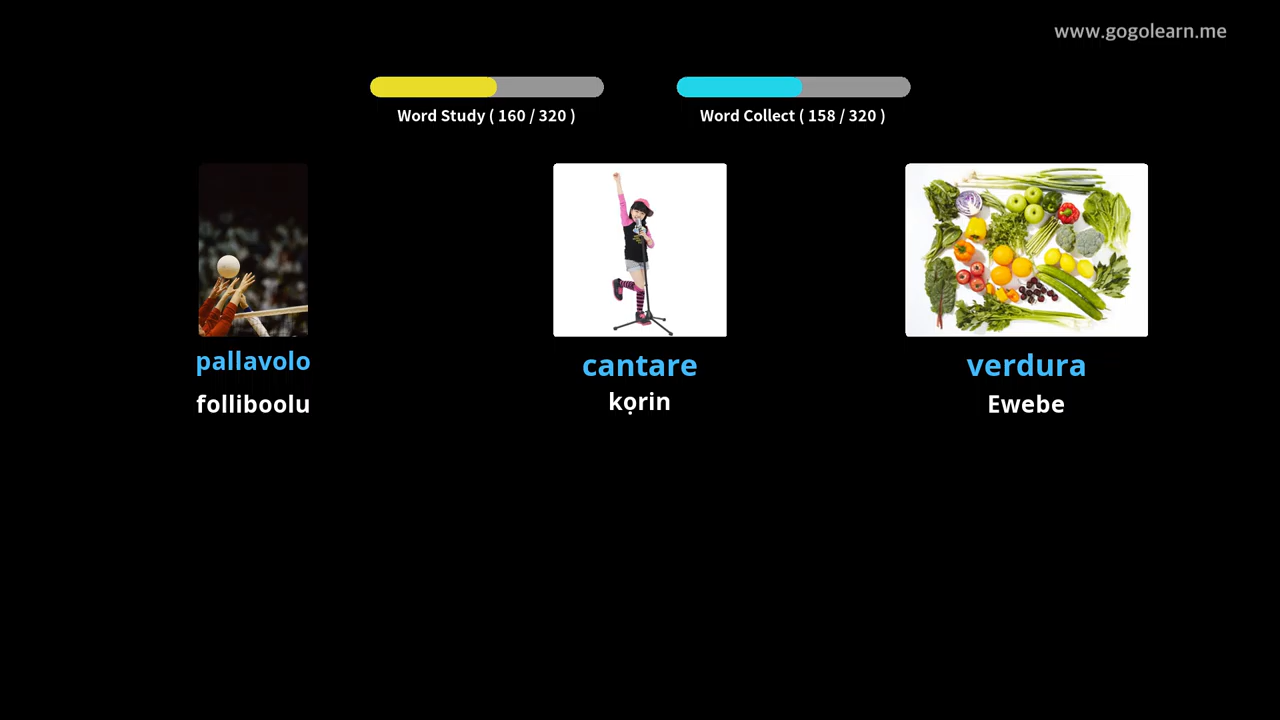 www.gogolearn.me
Word Study ( 160 / 320 )
Word Collect ( 158 / 320 )
pallavolo
folliboolu
cantare
kọrin
verdura
Ewebe